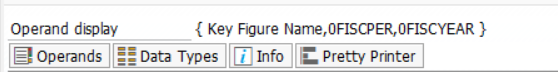 Operand display { Key Figure Name,0FISCPER,0FISCYEAR }
Operands Data Types Info Pretty Printer